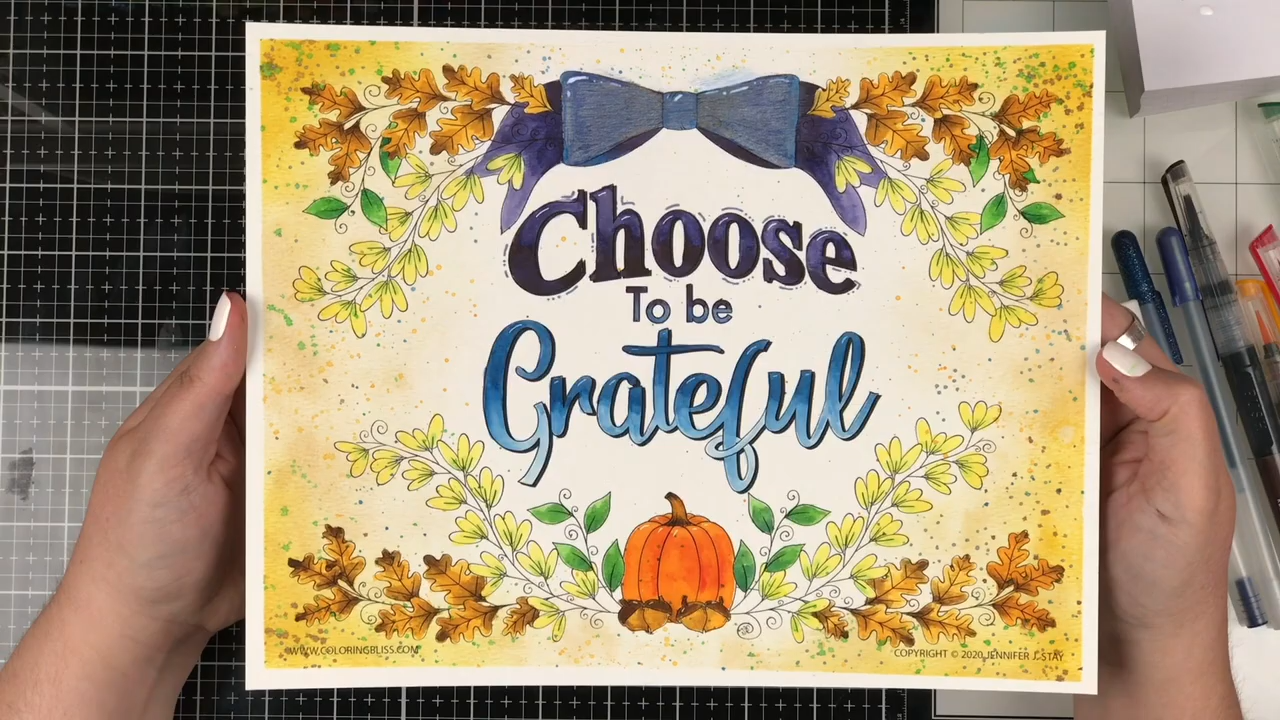 Choose
To be
Grateful
WWW.COLORINGBLISS.COM
COPYRIGHT © 2020 JENNIFER J. STAY